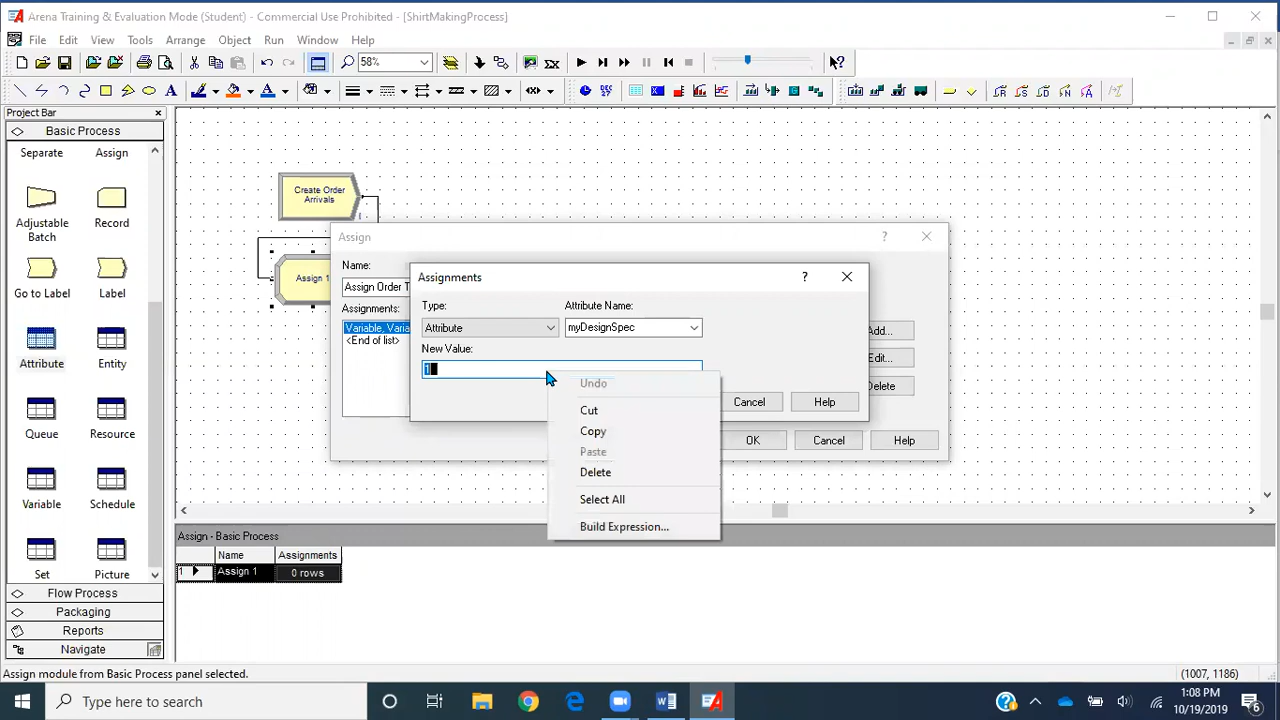 Arena Training & Evaluation Mode (Student) - Commercial Use Prohibited - [ShirtMakingProcess]
File Edit View Tools Arrange Object Run Window Help
58%
Project Bar
Basic Process
Separate Assign
Adjustable Batch
Record
Go to Label
Label
Attribute
Entity
Queue
Resource
Variable
Schedule
Set
Picture
Flow Process
Packaging
Reports
Navigate
Create Order
Arrivals
Assign 1
Assign
?
Name:
Assign Order T
Assignments:
Variable, Varia
<End of list>
Add...
Edit...
Delete
OK
Cancel
Help
Assignments
?
Type:
Attribute Name:
Attribute
myDesignSpec
New Value:
1
Cancel
Help
Undo
Cut
Copy
Paste
Delete
Select All
Build Expression...
Assign - Basic Process
Name Assignments
1 Assign 1 0 rows
Assign module from Basic Process panel selected.
(1007, 1186)
Type here to search
1:08 PM
10/19/2019
6